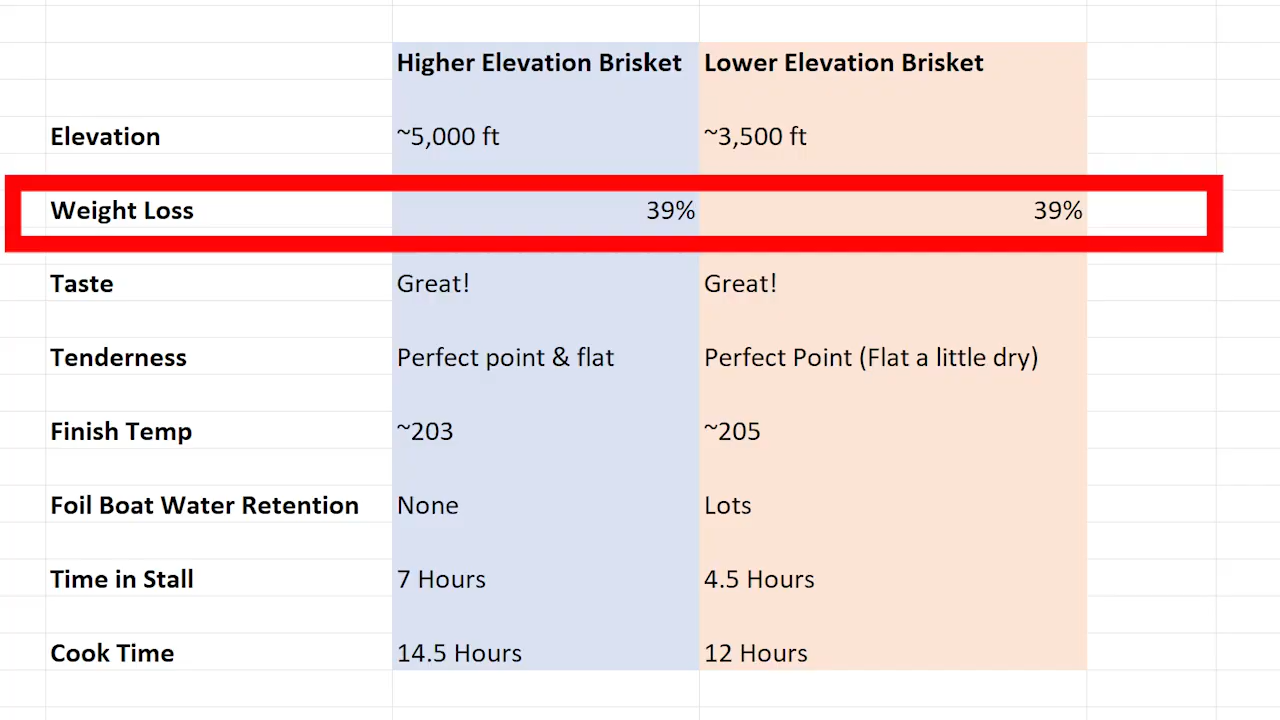 Higher Elevation Brisket Lower Elevation Brisket
Elevation ~5,000 ft ~3,500 ft
Weight Loss 39% 39%
Taste Great! Great!
Tenderness Perfect point & flat Perfect Point (Flat a little dry)
Finish Temp ~203 ~205
Foil Boat Water Retention None Lots
Time in Stall 7 Hours 4.5 Hours
Cook Time 14.5 Hours 12 Hours